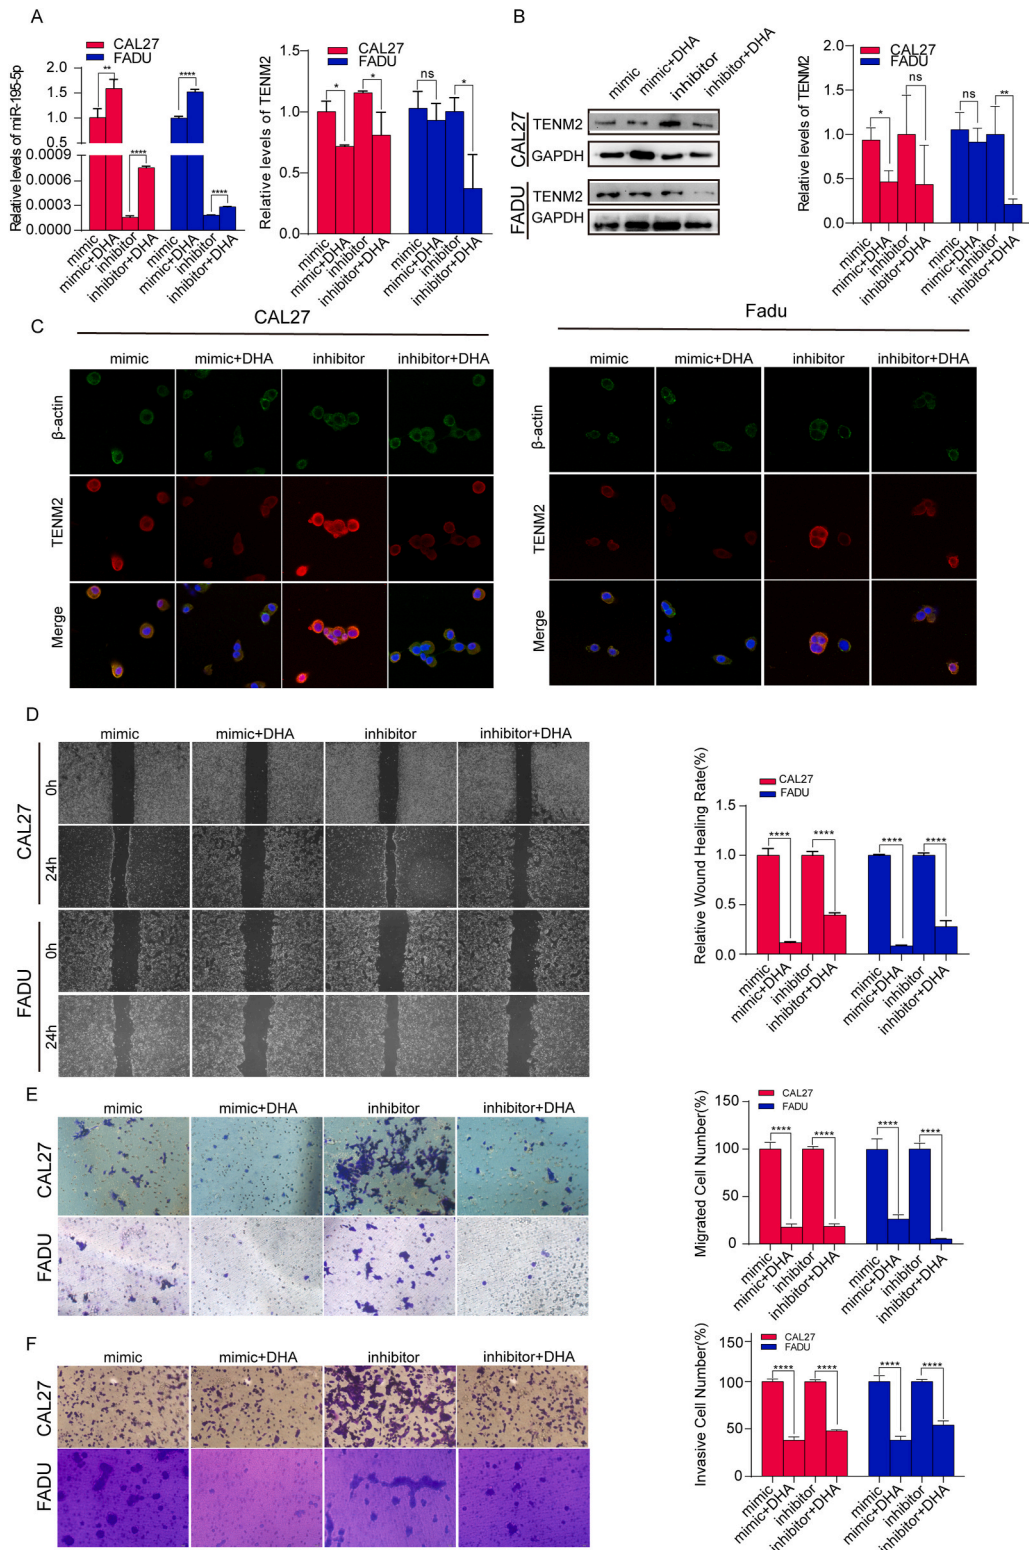 A
CAL27
FADU
Relative levels of miR-195-5p
2.0
1.5
1.0
0.5
0.0009
0.0006
0.0003
0.0000
**
****
****
****
mimic
mimic+DHA
inhibitor
inhibitor+DHA
mimic
mimic+DHA
inhibitor
inhibitor+DHA
CAL27
FADU
Relative levels of TENM2
1.5
1.0
0.5
0.0
*
*
ns
*
mimic
mimic+DHA
inhibitor
inhibitor+DHA
mimic
mimic+DHA
inhibitor
inhibitor+DHA
B
mimic
mimic+DHA
inhibitor
inhibitor+DHA
CAL27
TENM2
GAPDH
FADU
TENM2
GAPDH
CAL27
FADU
Relative levels of TENM2
2.0
1.5
1.0
0.5
0.0
*
ns
ns
**
mimic
mimic+DHA
inhibitor
inhibitor+DHA
mimic
mimic+DHA
inhibitor
inhibitor+DHA
C
CAL27
mimic
mimic+DHA
inhibitor
inhibitor+DHA
β-actin
TENM2
Merge
Fadu
mimic
mimic+DHA
inhibitor
inhibitor+DHA
β-actin
TENM2
Merge
D
mimic
mimic+DHA
inhibitor
inhibitor+DHA
CAL27
0h
24h
FADU
0h
24h
CAL27
FADU
Relative Wound Healing Rate(%)
1.5
1.0
0.5
0.0
****
****
****
****
mimic
mimic+DHA
inhibitor
inhibitor+DHA
mimic
mimic+DHA
inhibitor
inhibitor+DHA
E
mimic
mimic+DHA
inhibitor
inhibitor+DHA
CAL27
FADU
CAL27
FADU
Migrated Cell Number(%)
150
100
50
0
****
****
****
****
mimic
mimic+DHA
inhibitor
inhibitor+DHA
mimic
mimic+DHA
inhibitor
inhibitor+DHA
F
mimic
mimic+DHA
inhibitor
inhibitor+DHA
CAL27
FADU
CAL27
FADU
Invasive Cell Number(%)
150
100
50
0
****
****
****
****
mimic
mimic+DHA
inhibitor
inhibitor+DHA
mimic
mimic+DHA
inhibitor
inhibitor+DHA